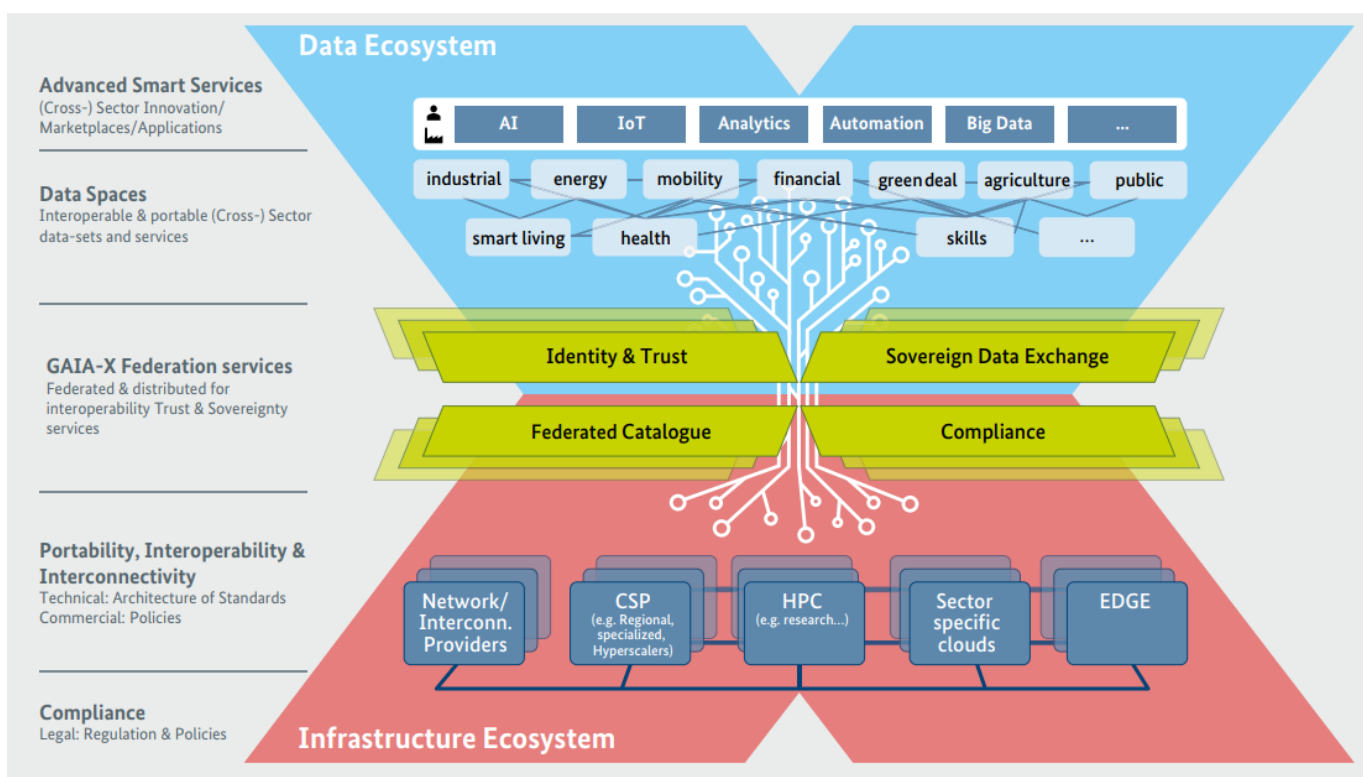 Data Ecosystem
Advanced Smart Services
(Cross-) Sector Innovation/
Marketplaces/Applications
AI
IoT
Analytics
Automation
Big Data
...
Data Spaces
Interoperable & portable (Cross-) Sector
data-sets and services
industrial
energy
mobility
financial
green deal
agriculture
public
smart living
health
skills
...
GAIA-X Federation services
Federated & distributed for
interoperability Trust & Sovereignty
services
Identity & Trust
Sovereign Data Exchange
Federated Catalogue
Compliance
Portability, Interoperability &
Interconnectivity
Technical: Architecture of Standards
Commercial: Policies
Network/
Interconn.
Providers
CSP
(e.g. Regional,
specialized,
Hyperscalers)
HPC
(e.g. research...)
Sector
specific
clouds
EDGE
Compliance
Legal: Regulation & Policies
Infrastructure Ecosystem